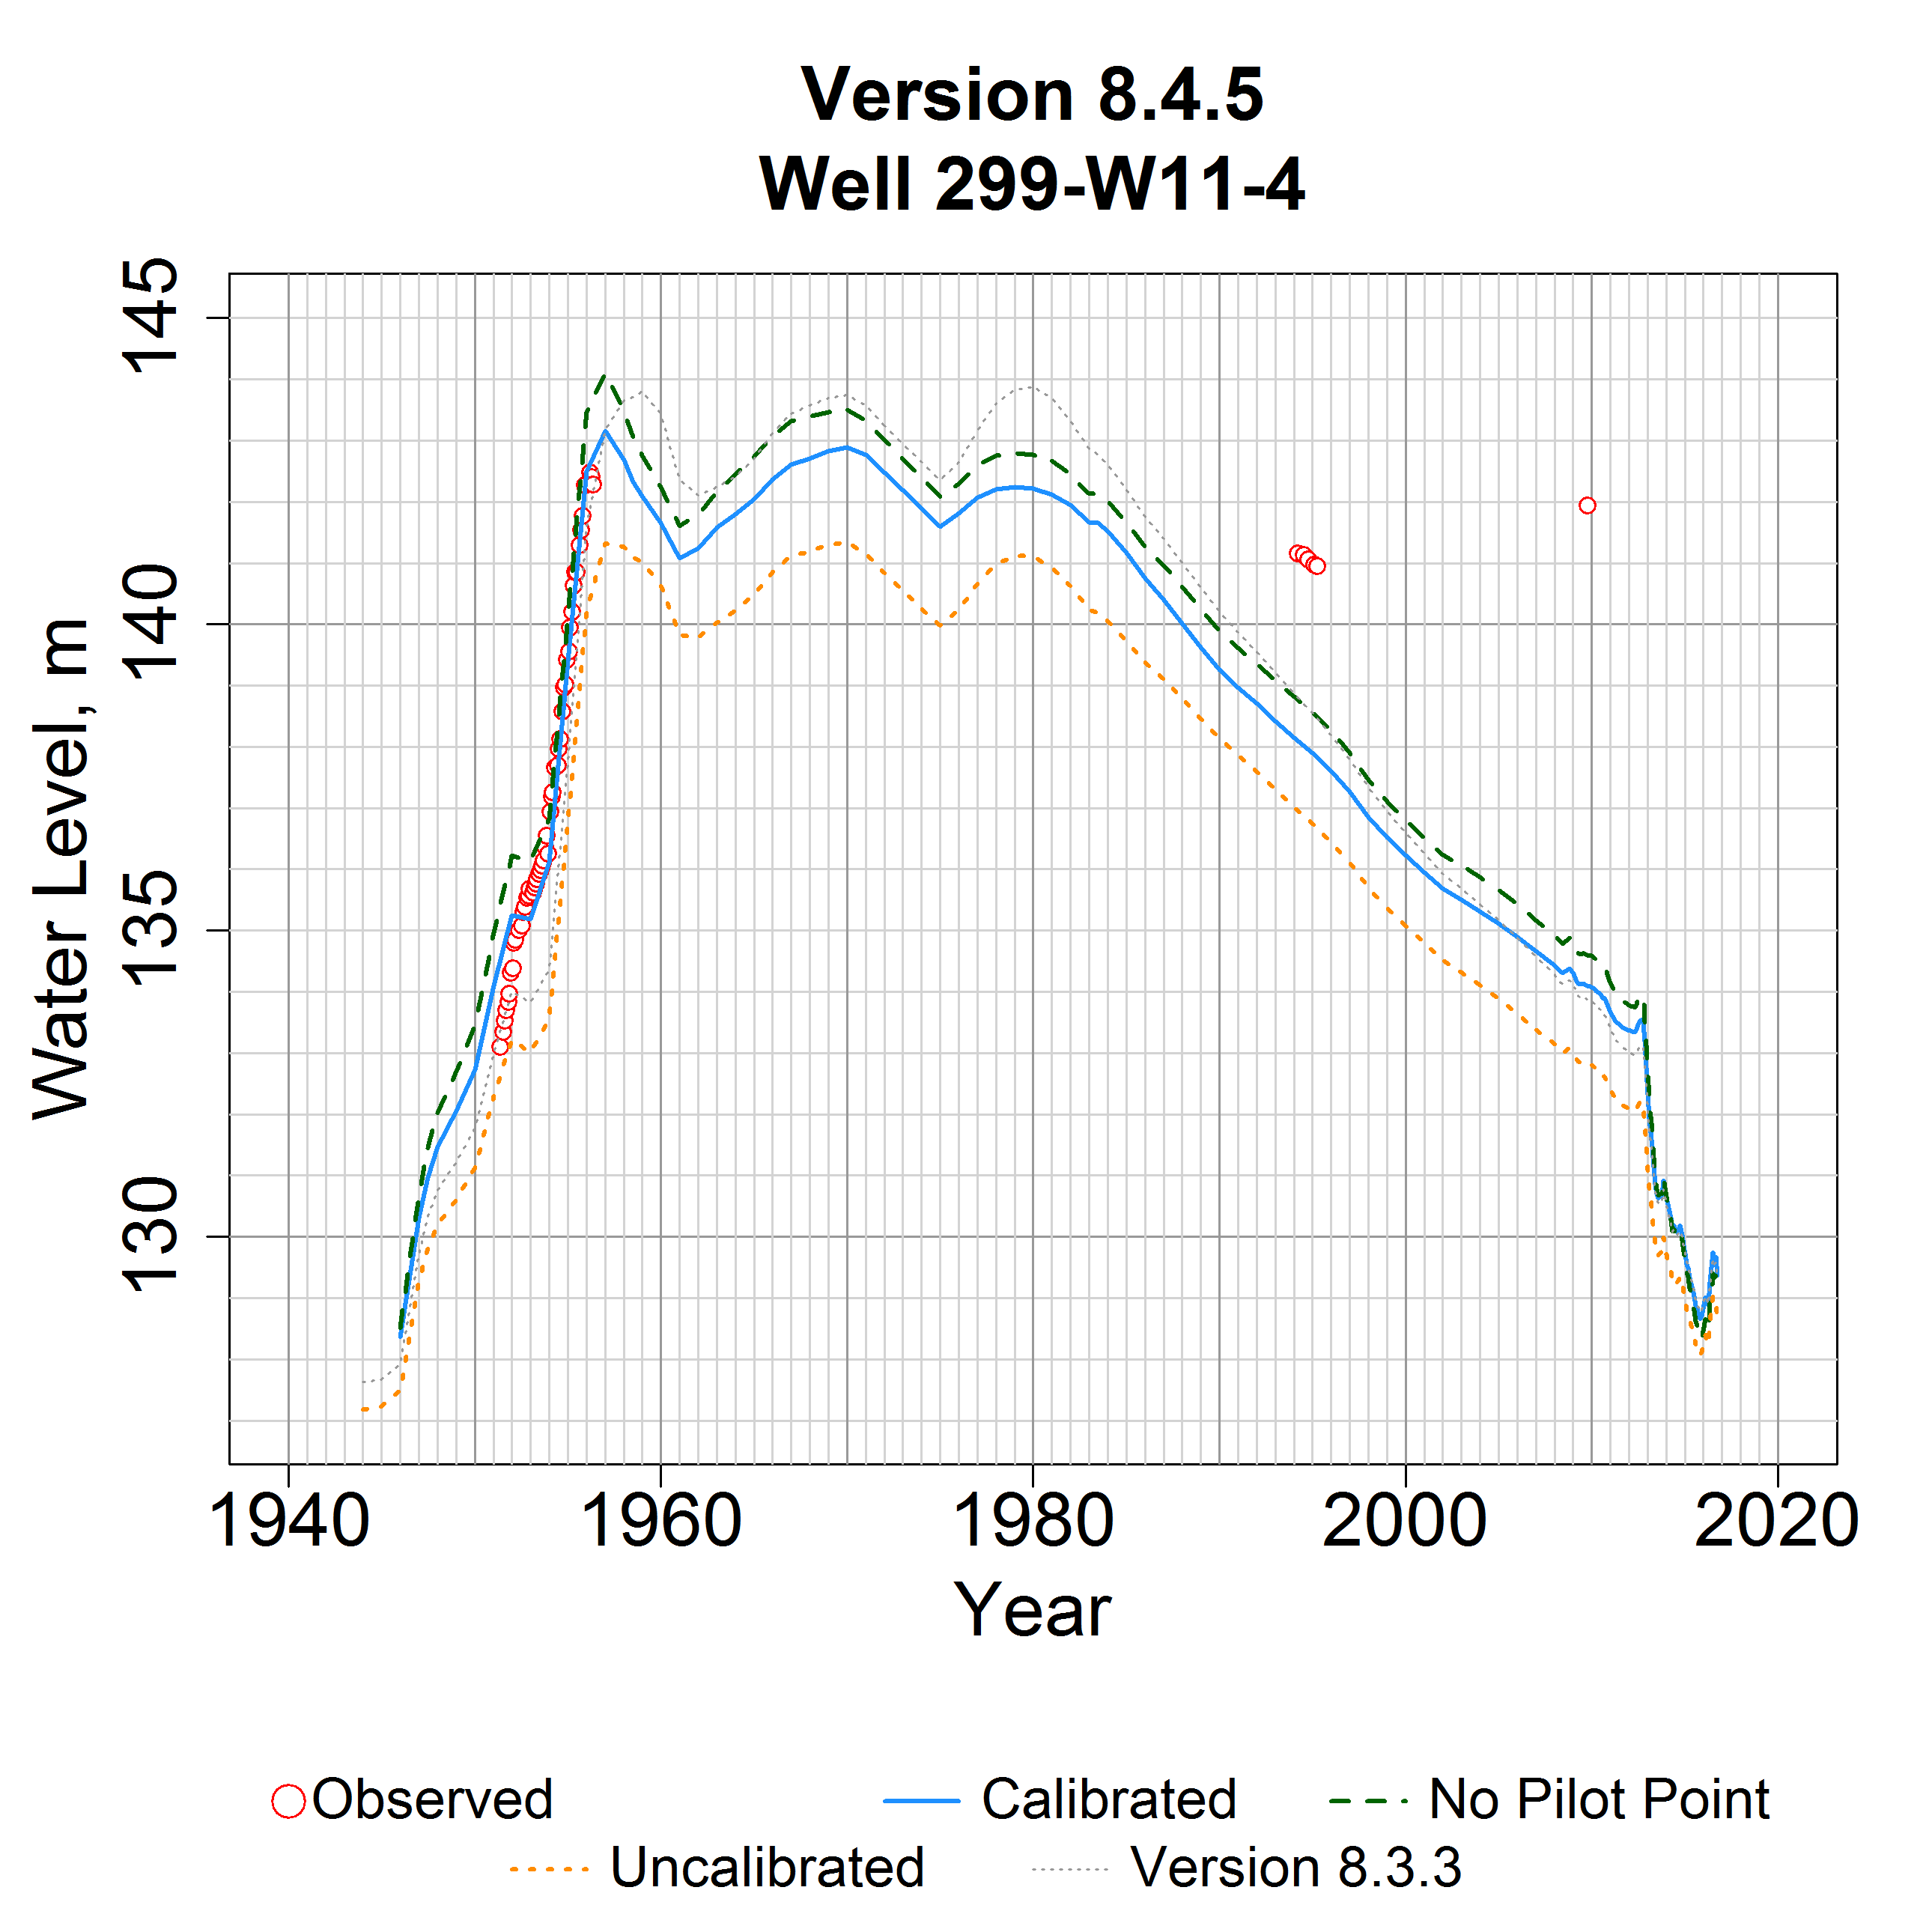 Version 8.4.5
Well 299-W11-4
Water Level, m
145
140
135
130
1940 1960 1980 2000 2020
Year
Observed Calibrated No Pilot Point
Uncalibrated Version 8.3.3